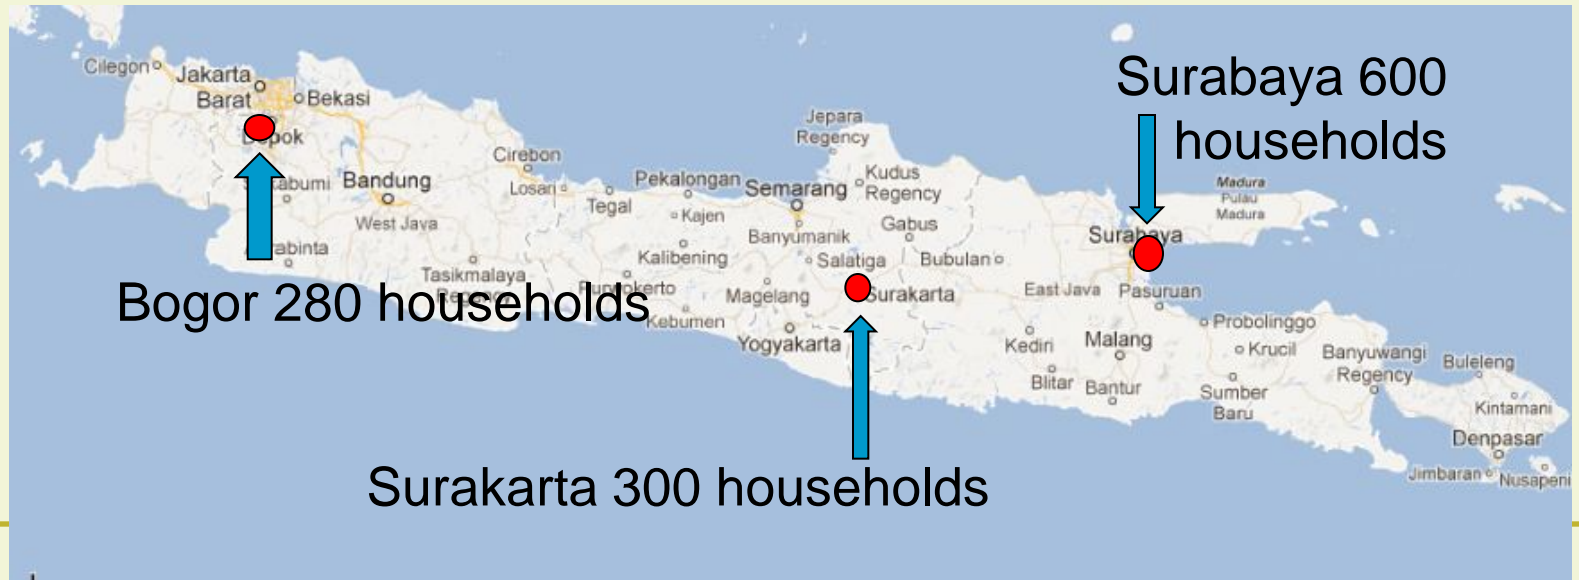 Cilegon
Jakarta
Barat
Bekasi
Surabaya 600
households
Jepara
Regency
Cirebon
Bandung
Losari
Tegal
Pekalongan
Semarang
Kudus
Regency
Madura
Pulau
Madura
West Java
Kajen
Banyumanik
Gabus
Surabaya
Kalibening
Salatiga
Bubulan
Tasikmalaya
Bogor 280 households
Magelang
Surakarta
East Java
Pasuruan
Kebumen
Yogyakarta
Probolinggo
Kediri
Malang
Krucil
Banyuwangi
Regency
Buleleng
Blitar
Bantur
Sumber
Baru
Kintamani
Denpasar
Jimbaran
Nusapeni
Surakarta 300 households